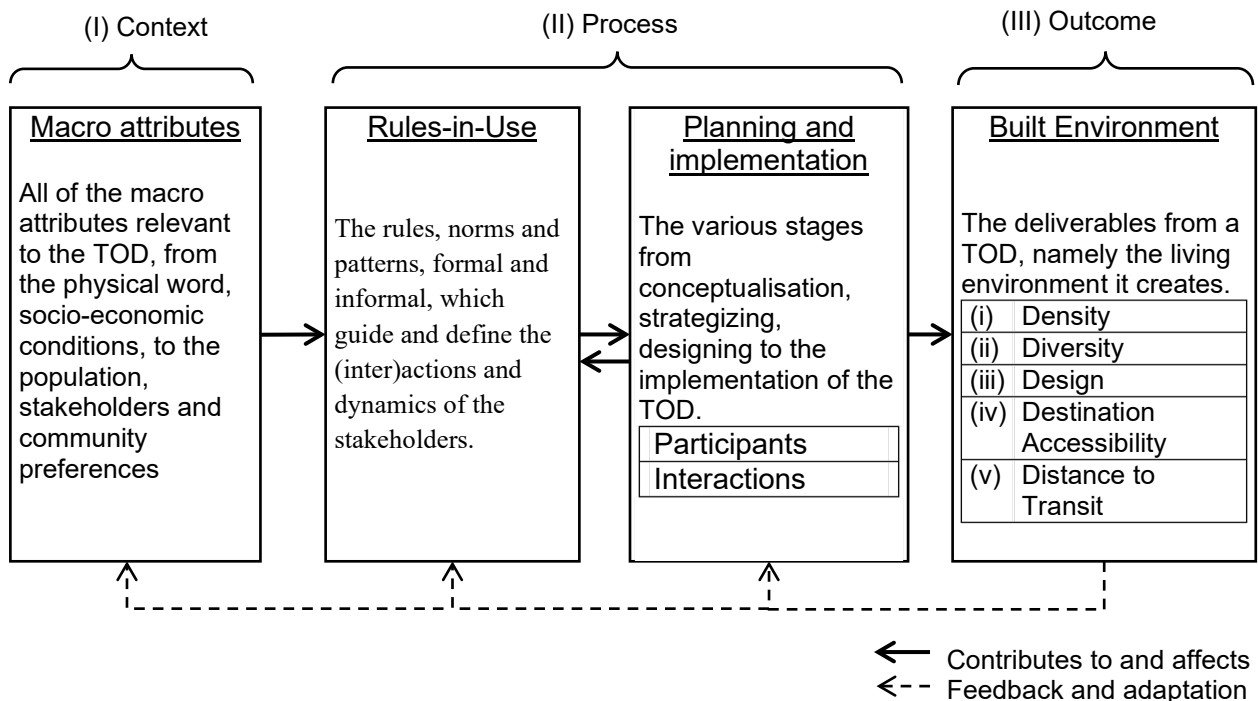 (I) Context
(II) Process
(III) Outcome
Macro attributes
All of the macro
attributes relevant
to the TOD, from
the physical word,
socio-economic
conditions, to the
population,
stakeholders and
community
preferences
Rules-in-Use
The rules, norms and
patterns, formal and
informal, which
guide and define the
(inter)actions and
dynamics of the
stakeholders.
Planning and
implementation
The various stages
from
conceptualisation,
strategizing,
designing to the
implementation of the
TOD.
Participants
Interactions
Built Environment
The deliverables from a
TOD, namely the living
environment it creates.
(i) Density
(ii) Diversity
(iii) Design
(iv) Destination
Accessibility
(v) Distance to
Transit
Contributes to and affects
Feedback and adaptation